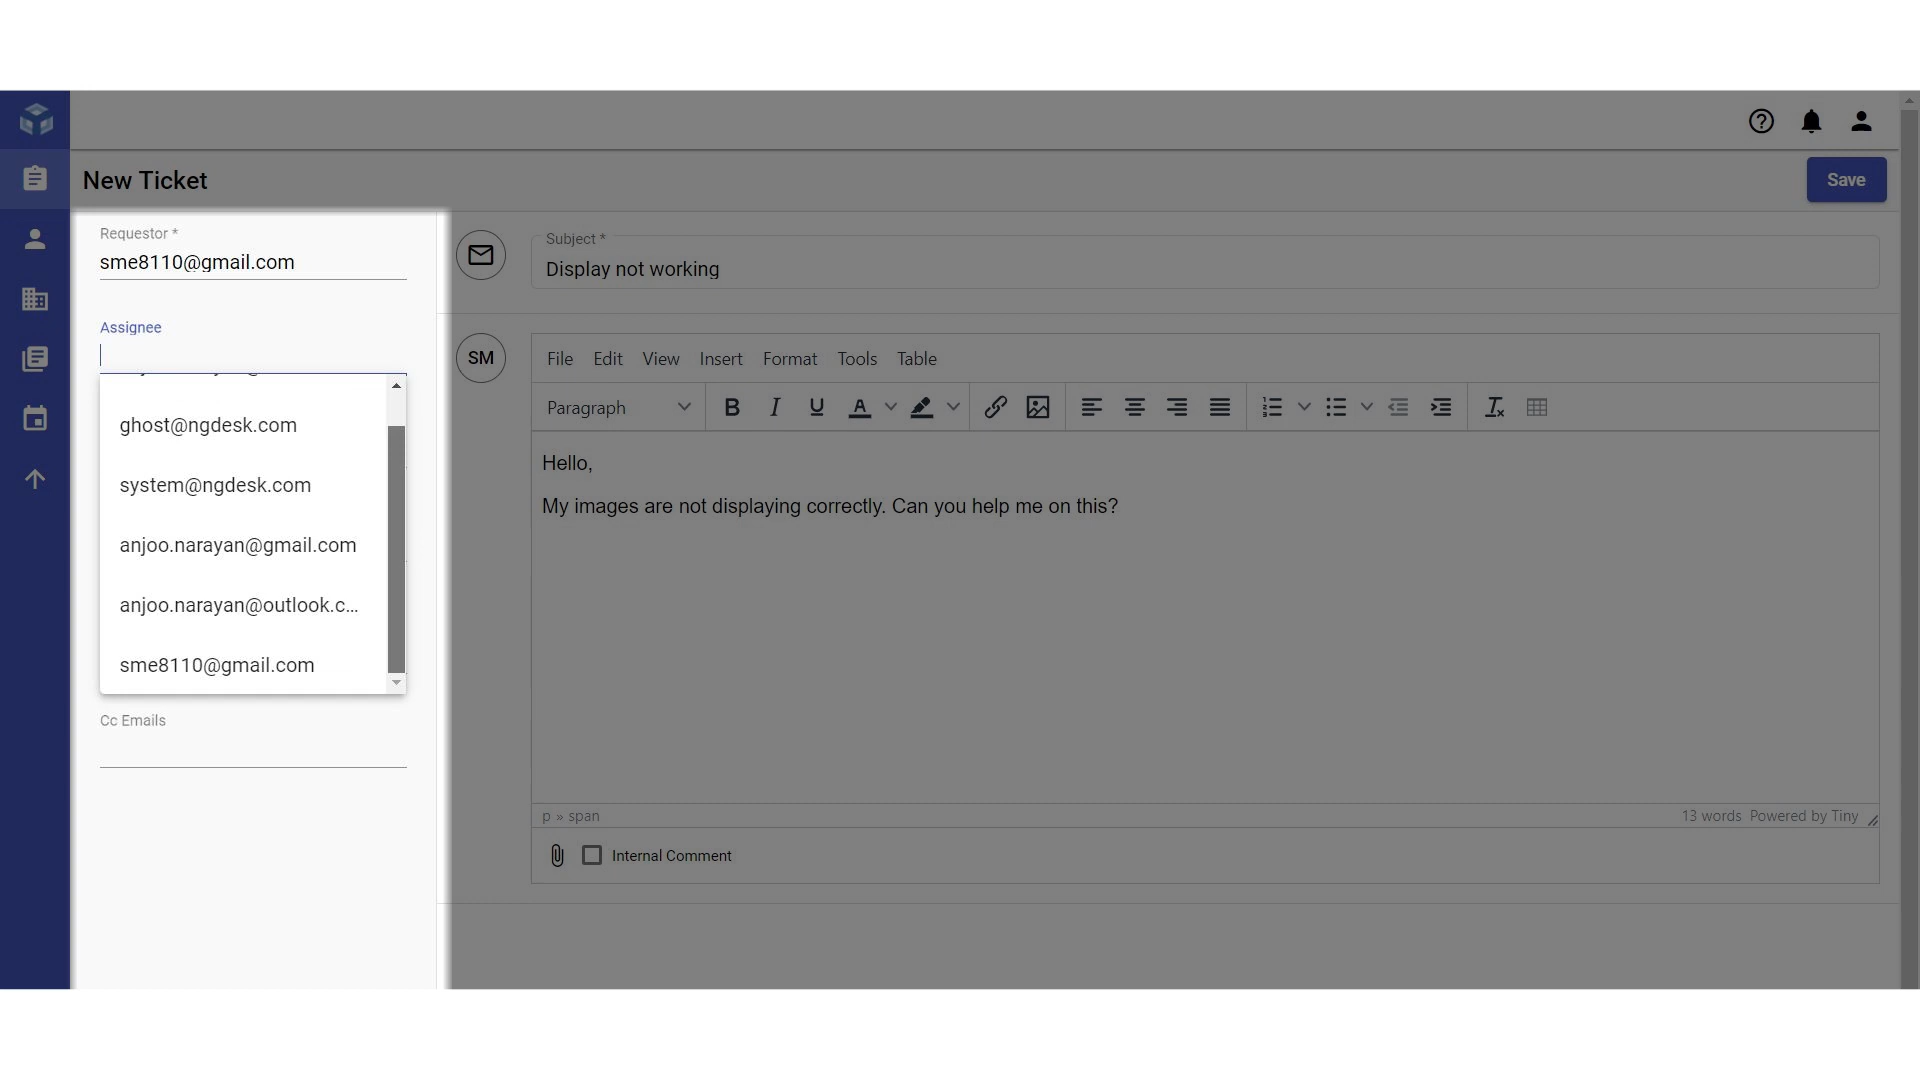 New Ticket
Save
Requestor *
sme8110@gmail.com
Assignee
ghost@ngdesk.com
system@ngdesk.com
anjoo.narayan@gmail.com
anjoo.narayan@outlook.c...
sme8110@gmail.com
Cc Emails
Subject *
Display not working
SM
File Edit View Insert Format Tools Table
Paragraph
Hello,
My images are not displaying correctly. Can you help me on this?
p » span
13 words Powered by Tiny
Internal Comment